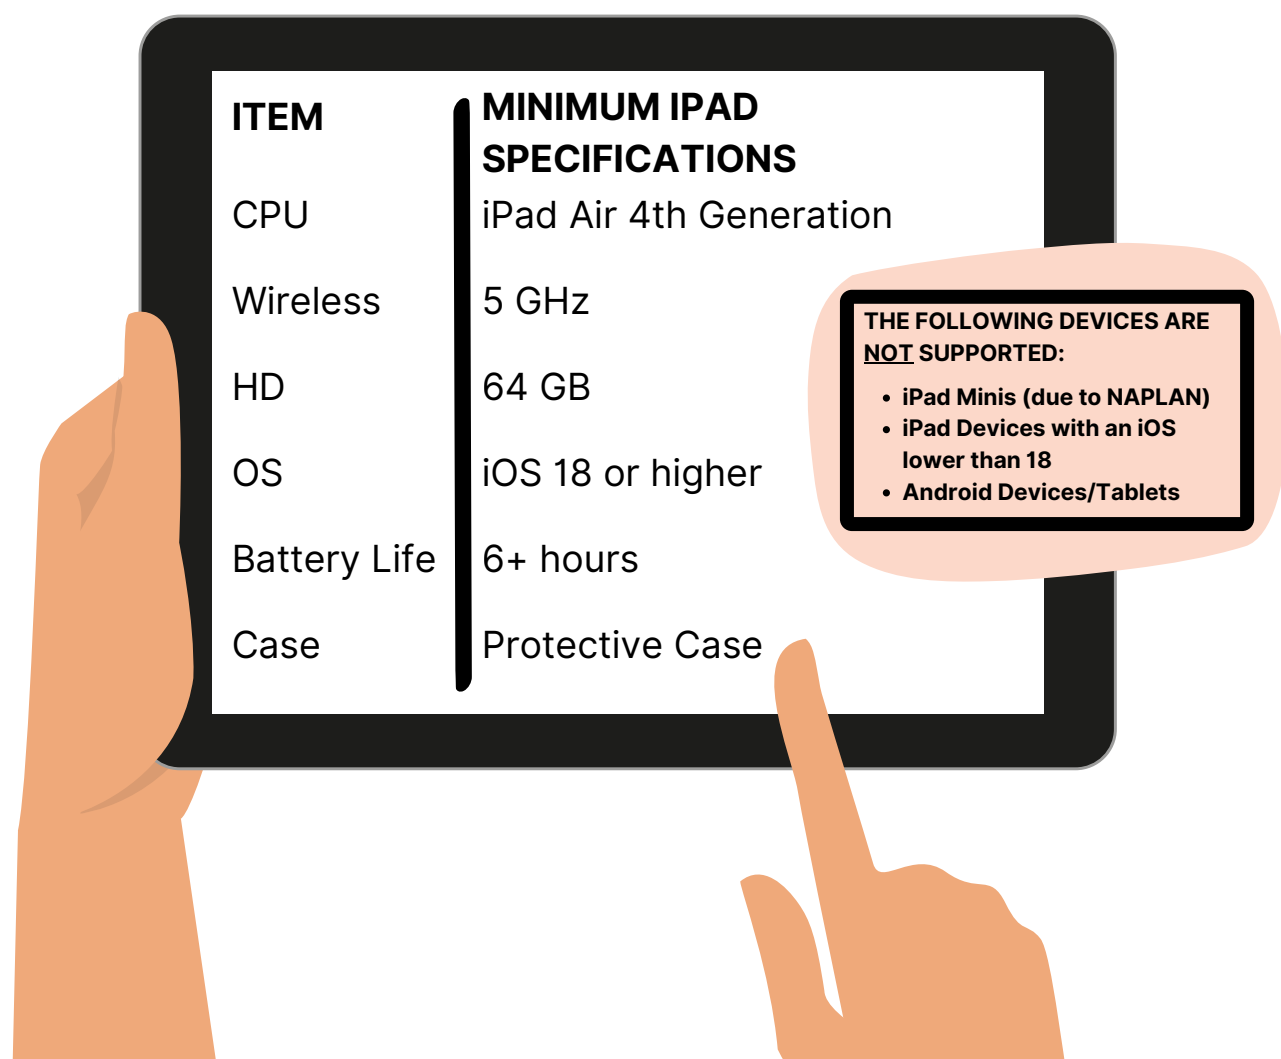 ITEM
MINIMUM IPAD
SPECIFICATIONS
CPU
iPad Air 4th Generation
Wireless
5 GHz
HD
64 GB
OS
iOS 18 or higher
Battery Life
6+ hours
Case
Protective Case
THE FOLLOWING DEVICES ARE
NOT SUPPORTED:
• iPad Minis (due to NAPLAN)
• iPad Devices with an iOS
lower than 18
• Android Devices/Tablets